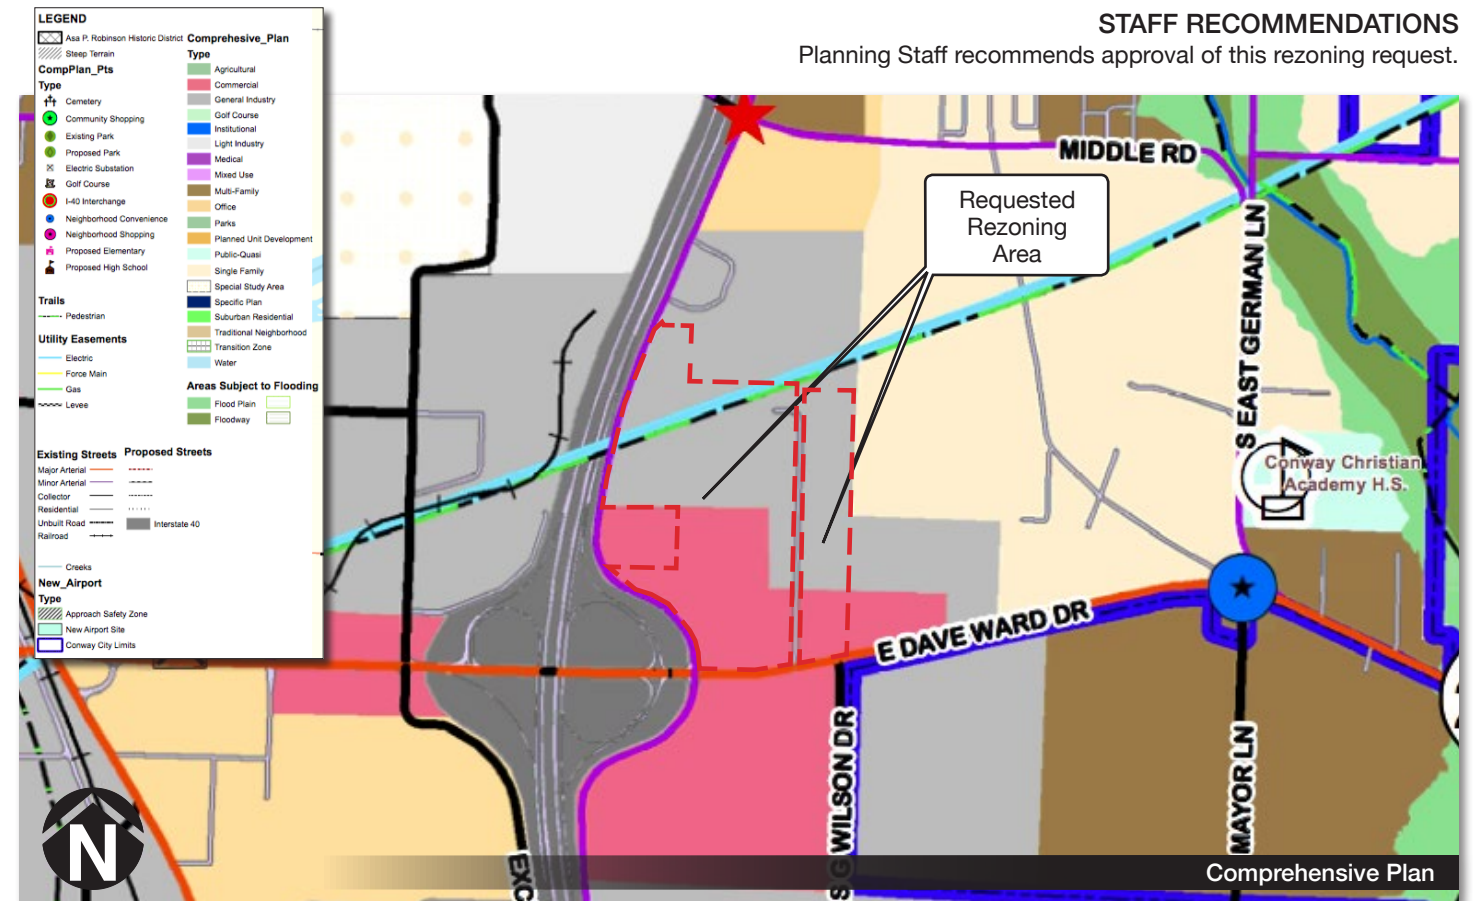 STAFF RECOMMENDATIONS
Planning Staff recommends approval of this rezoning request.
LEGEND
Asa P. Robinson Historic District
Steep Terrain
CompPlan_Pts
Type
Cemetery
Community Shopping
Existing Park
Proposed Park
Electric Substation
Golf Course
I-40 Interchange
Neighborhood Convenience
Neighborhood Shopping
Proposed Elementary
Proposed High School
Trails
Pedestrian
Utility Easements
Electric
Force Main
Gas
Levee
Comprehesive_Plan
Type
Agricultural
Commercial
General Industry
Golf Course
Institutional
Light Industry
Medical
Mixed Use
Multi-Family
Office
Parks
Planned Unit Development
Public-Quasi
Single Family
Special Study Area
Specific Plan
Suburban Residential
Traditional Neighborhood
Transition Zone
Water
Areas Subject to Flooding
Flood Plain
Floodway
Existing Streets
Major Arterial
Minor Arterial
Collector
Residential
Unbuilt Road
Railroad
Creeks
Proposed Streets
Interstate 40
New_Airport
Type
Approach Safety Zone
New Airport Site
Conway City Limits
MIDDLE RD
Requested
Rezoning
Area
S EAST GERMAN LN
Conway Christian
Academy H.S.
E DAVE WARD DR
S G WILSON DR
MAYOR LN
EXC
N
Comprehensive Plan